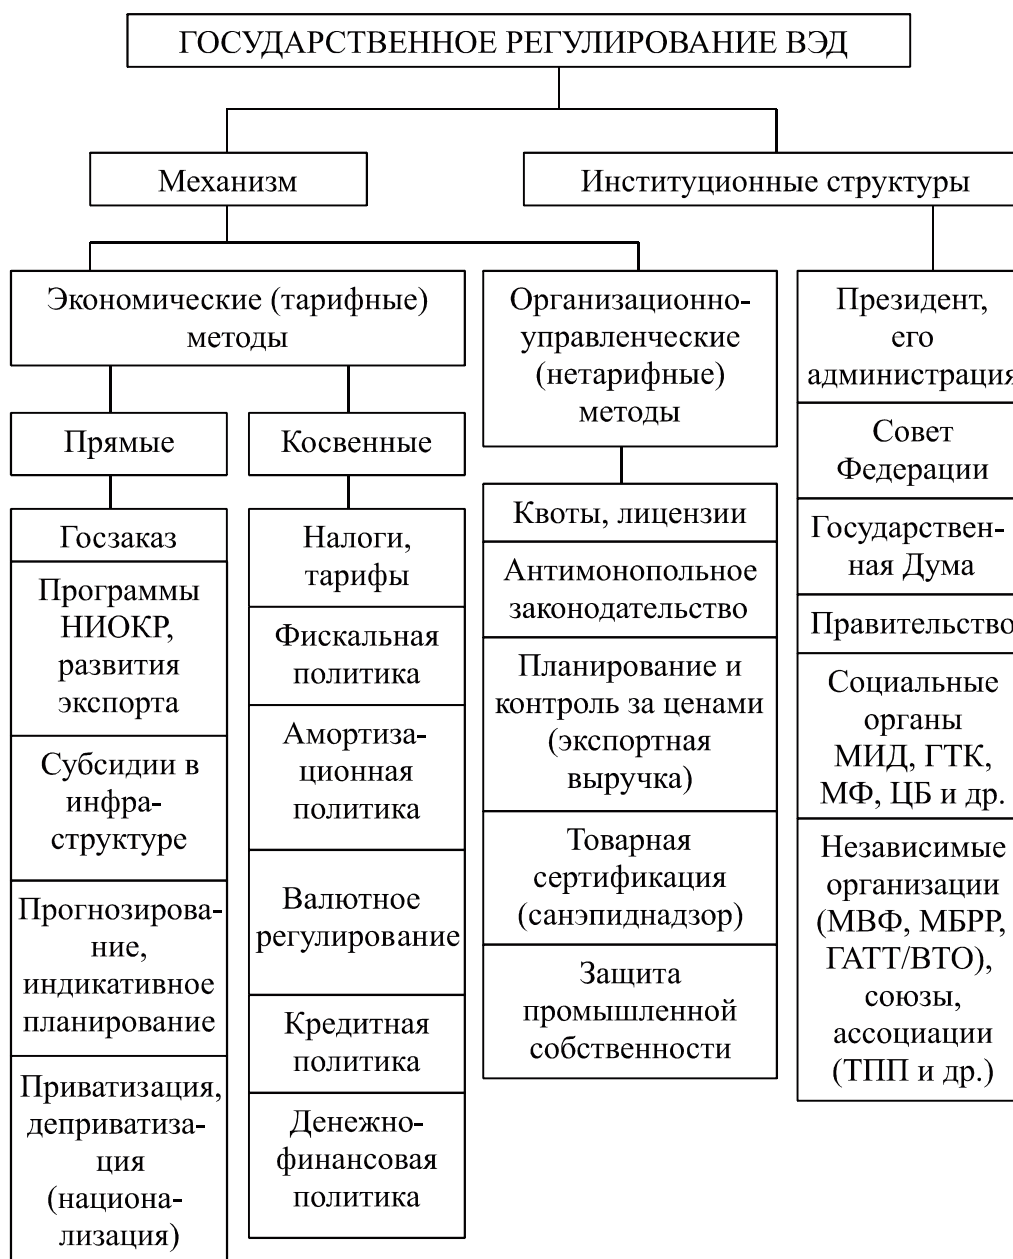 ГОСУДАРСТВЕННОЕ РЕГУЛИРОВАНИЕ ВЭД
Механизм
Институционные структуры
Экономические (тарифные)
методы
Прямые
Госзаказ
Программы
НИОКР,
развития
экспорта
Субсидии в
инфра-
структуре
Прогнозирова-
ние,
индикативное
планирование
Приватизация,
деприватиза-
ция
(национа-
лизация)
Косвенные
Налоги,
тарифы
Фискальная
политика
Амортиза-
ционная
политика
Валютное
регулирование
Кредитная
политика
Денежно-
финансовая
политика
Организационно-
управленческие
(нетарифные)
методы
Квоты, лицензии
Антимонопольное
законодательство
Планирование и
контроль за ценами
(экспортная
выручка)
Товарная
сертификация
(санэпиднадзор)
Защита
промышленной
собственности
Президент,
его
администрация
Совет
Федерации
Государствен-
ная Дума
Правительство
Социальные
органы
МИД, ГТК,
МФ, ЦБ и др.
Независимые
организации
(МВФ, МБРР,
ГАТТ/ВТО),
союзы,
ассоциации
(ТПП и др.)